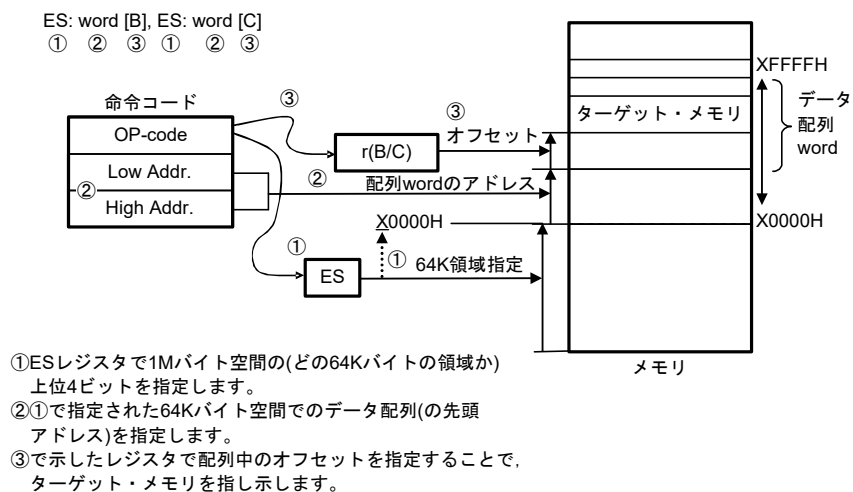 ES: word [B], ES: word [C]
① ② ③ ① ② ③
命令コード
OP-code
Low Addr.
②
High Addr.
③
r(B/C)
③
オフセット
②
配列wordのアドレス
X0000H
①
ES
①
64K領域指定
XFFFFH
ターゲット・メモリ
データ
配列
word
X0000H
メモリ
①ESレジスタで1Mバイト空間の(どの64Kバイトの領域か)
上位4ビットを指定します。
②①で指定された64Kバイト空間でのデータ配列(の先頭
アドレス)を指定します。
③で示したレジスタで配列中のオフセットを指定することで,
ターゲット・メモリを指し示します。